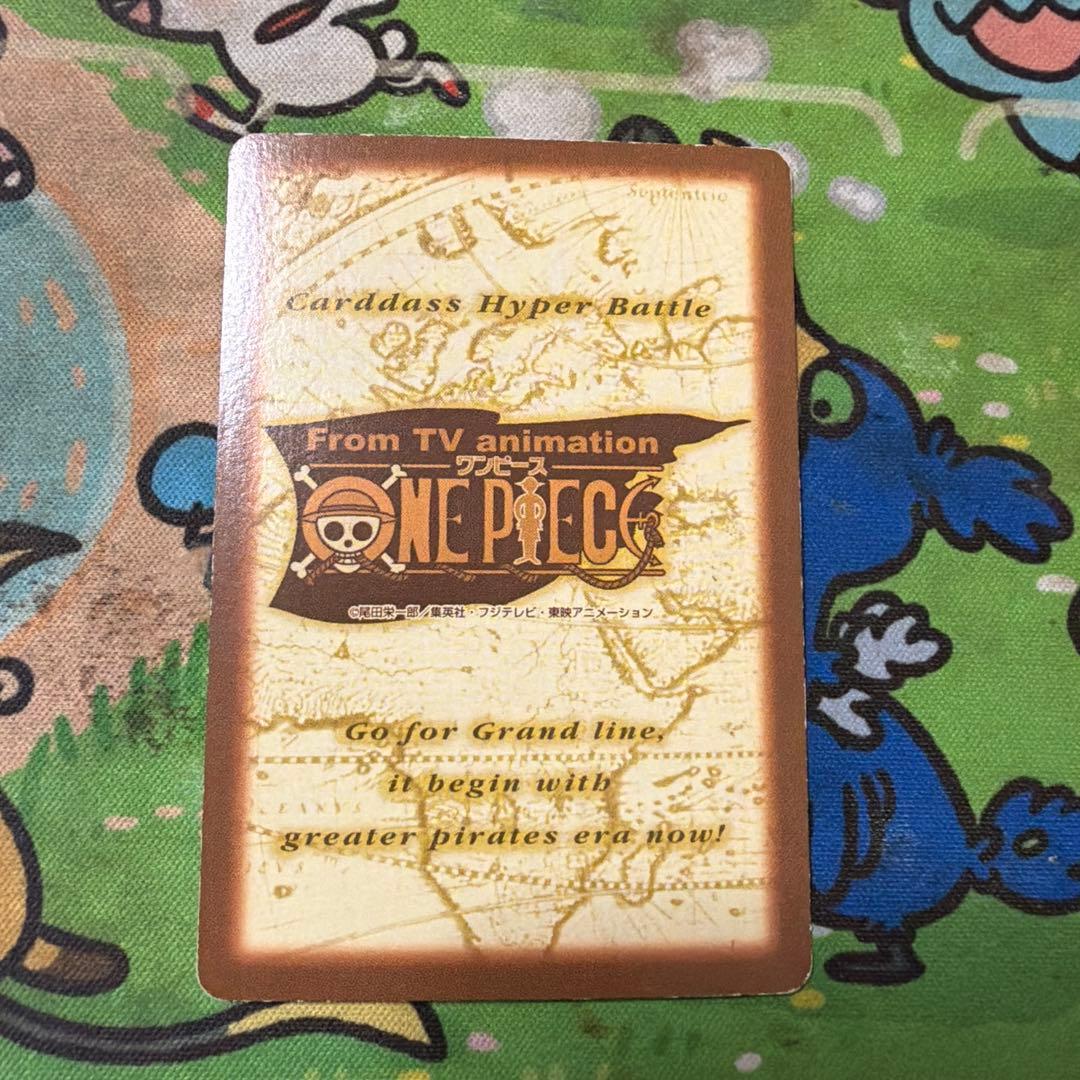 Septentrio
Carddass Hyper Battle
From TV animation
ワンピース
ONE PIECE
©尾田栄一郎／集英社・フジテレビ・東映アニメーション
Go for Grand line,
it begin with
greater pirates era now!